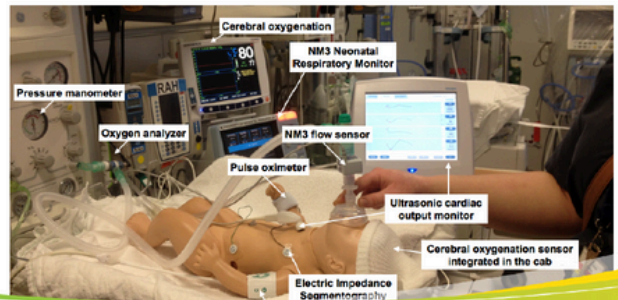 Cerebral oxygenation
80
NM3 Neonatal
Respiratory Monitor
Pressure manometer
RAH
Oxygen analyzer
NM3 flow sensor
Pulse oximeter
Ultrasonic cardiac
output monitor
Cerebral oxygenation sensor
integrated in the cab
Electric Impedance
Segmentography